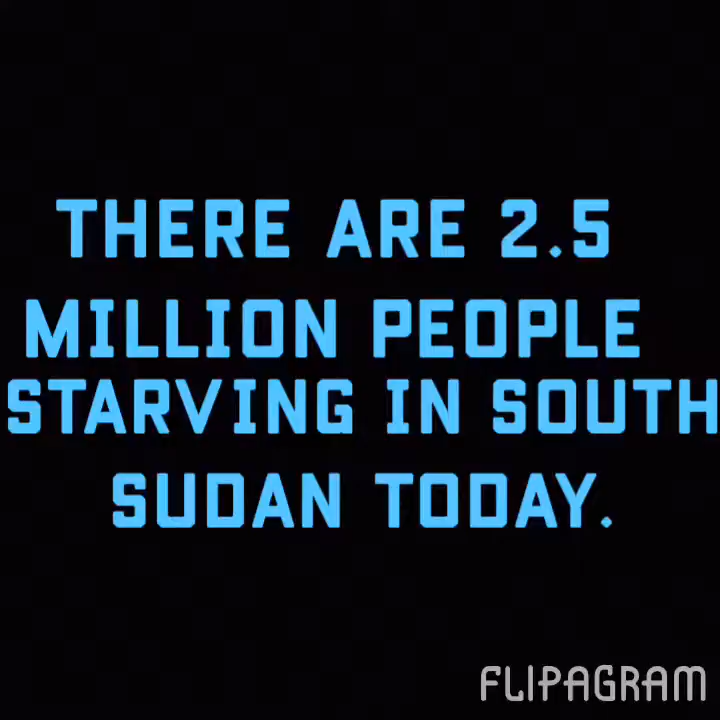 THERE ARE 2.5
MILLION PEOPLE
STARVING IN SOUTH
SUDAN TODAY.
FLIPAGRAM